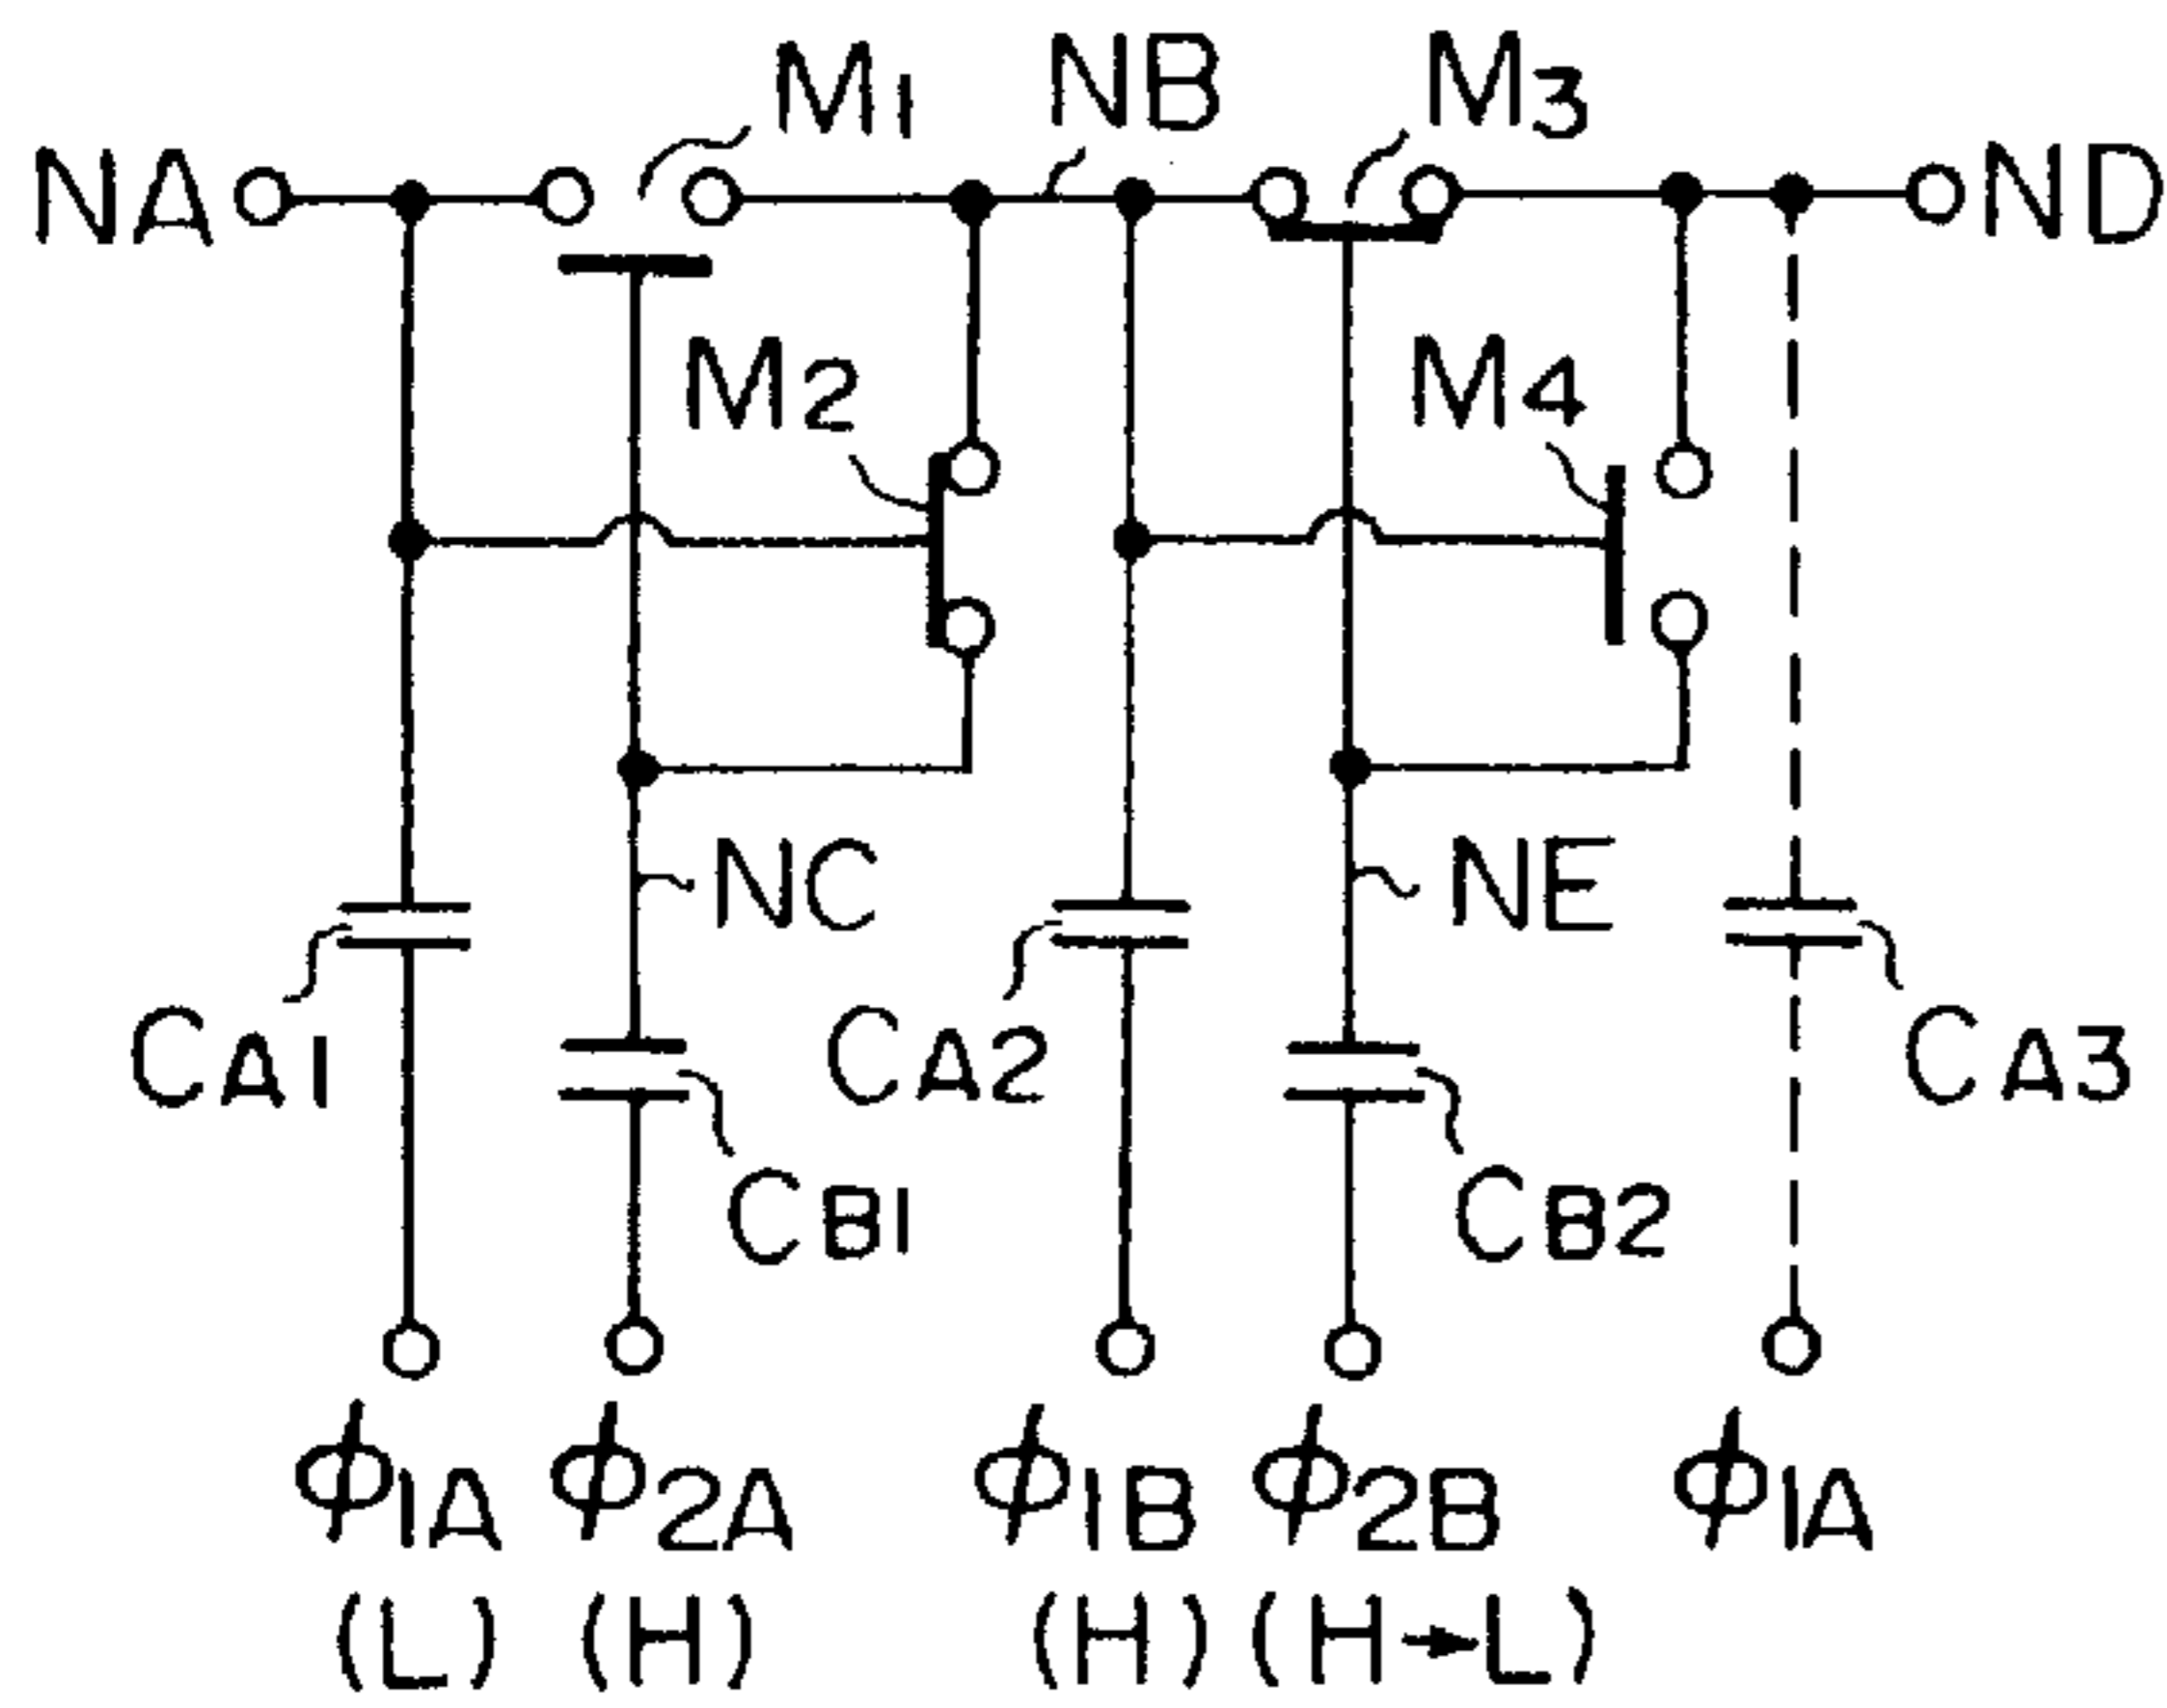 M1 NB M3
NA ND
M2 M4
NC NE
CA1 CA2 CA3
CB1 CB2
ϕ1A ϕ2A ϕ1B ϕ2B ϕ1A
(L) (H) (H) (H→L)